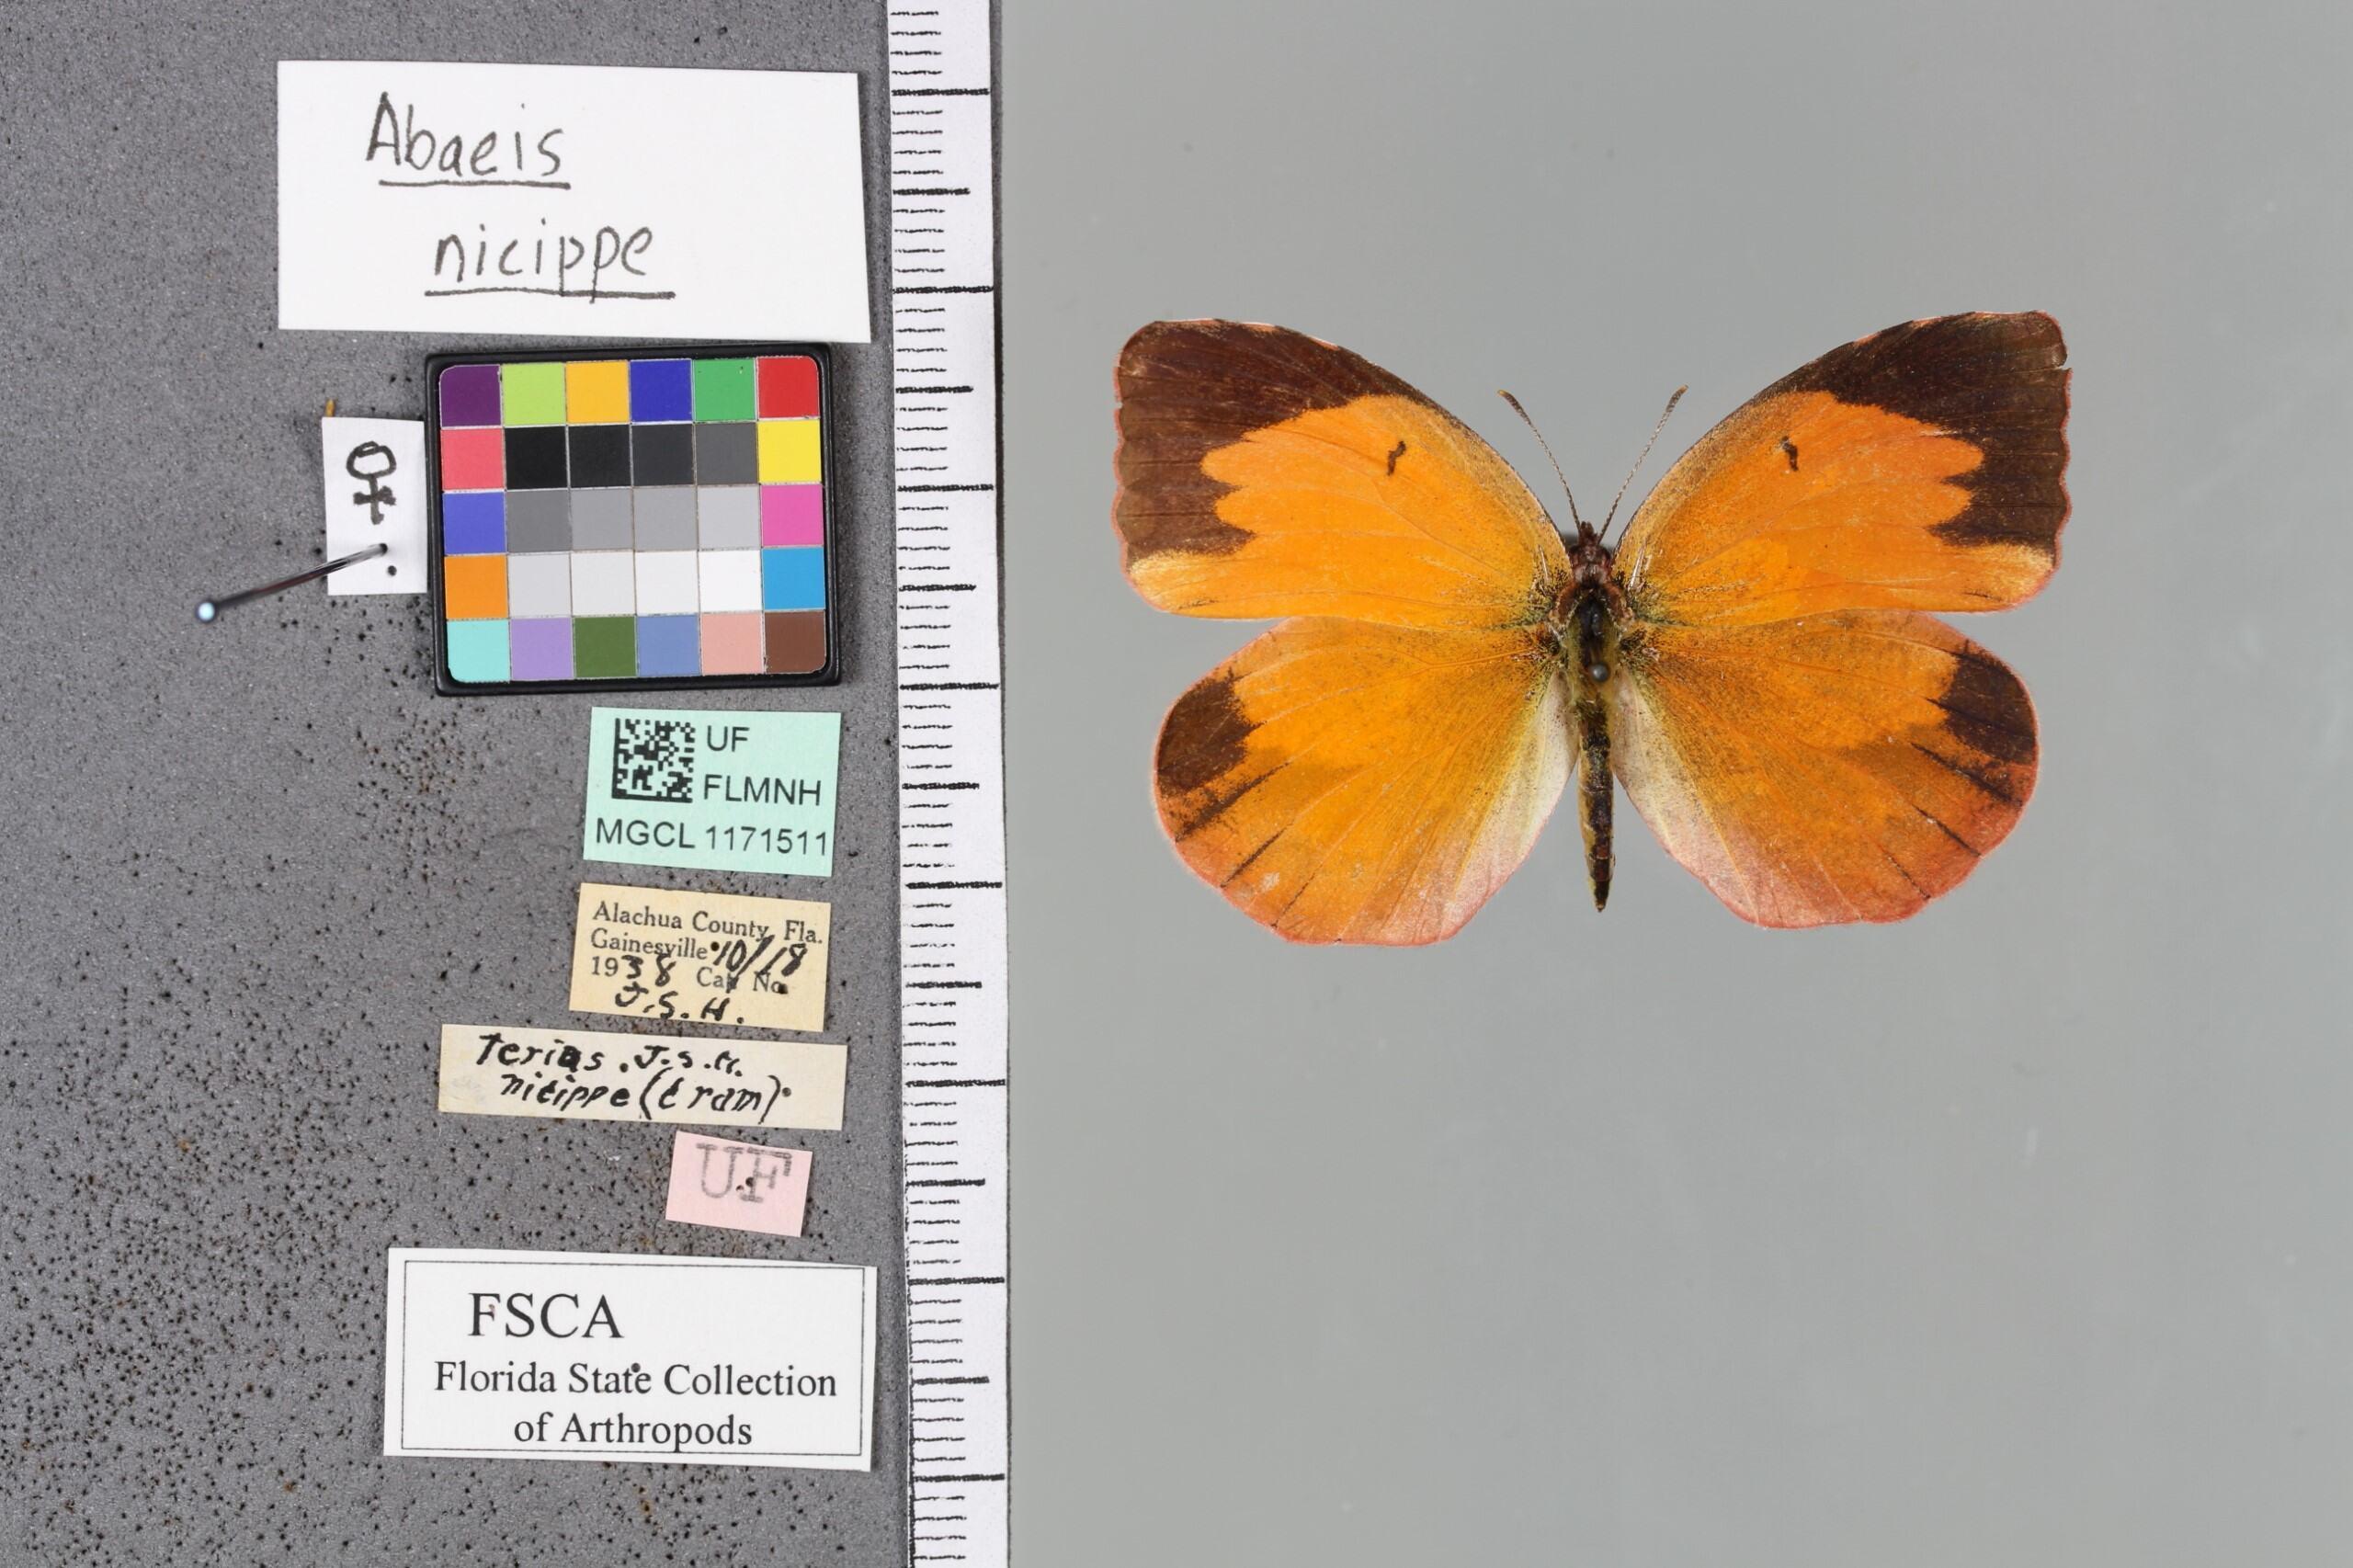 Abaeis
nicippe
♀
UF
FLMNH
MGCL 1171511
Alachua County, Fla.
Gainesville 10/18
1938 Cat No.
J.S.H.
Terias J.S.H.
nicippe (Cram)
UF
FSCA
Florida State Collection
of Arthropods